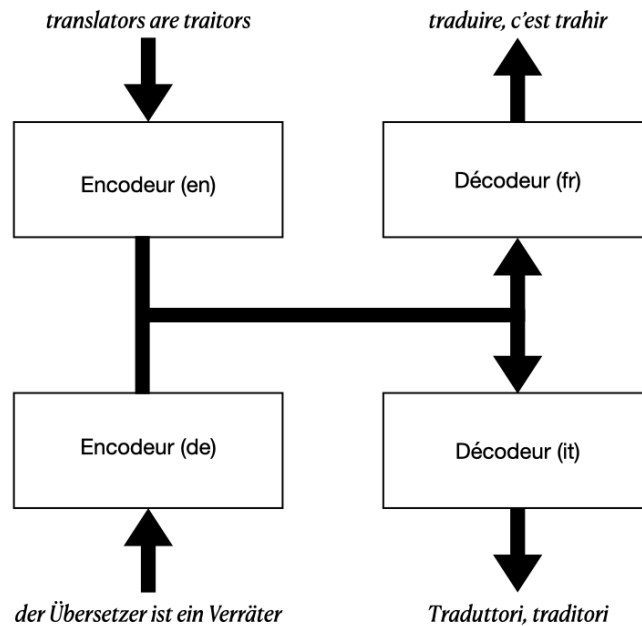 translators are traitors
traduire, c’est trahir
Encodeur (en)
Décodeur (fr)
Encodeur (de)
Décodeur (it)
der Übersetzer ist ein Verräter
Traduttori, traditori